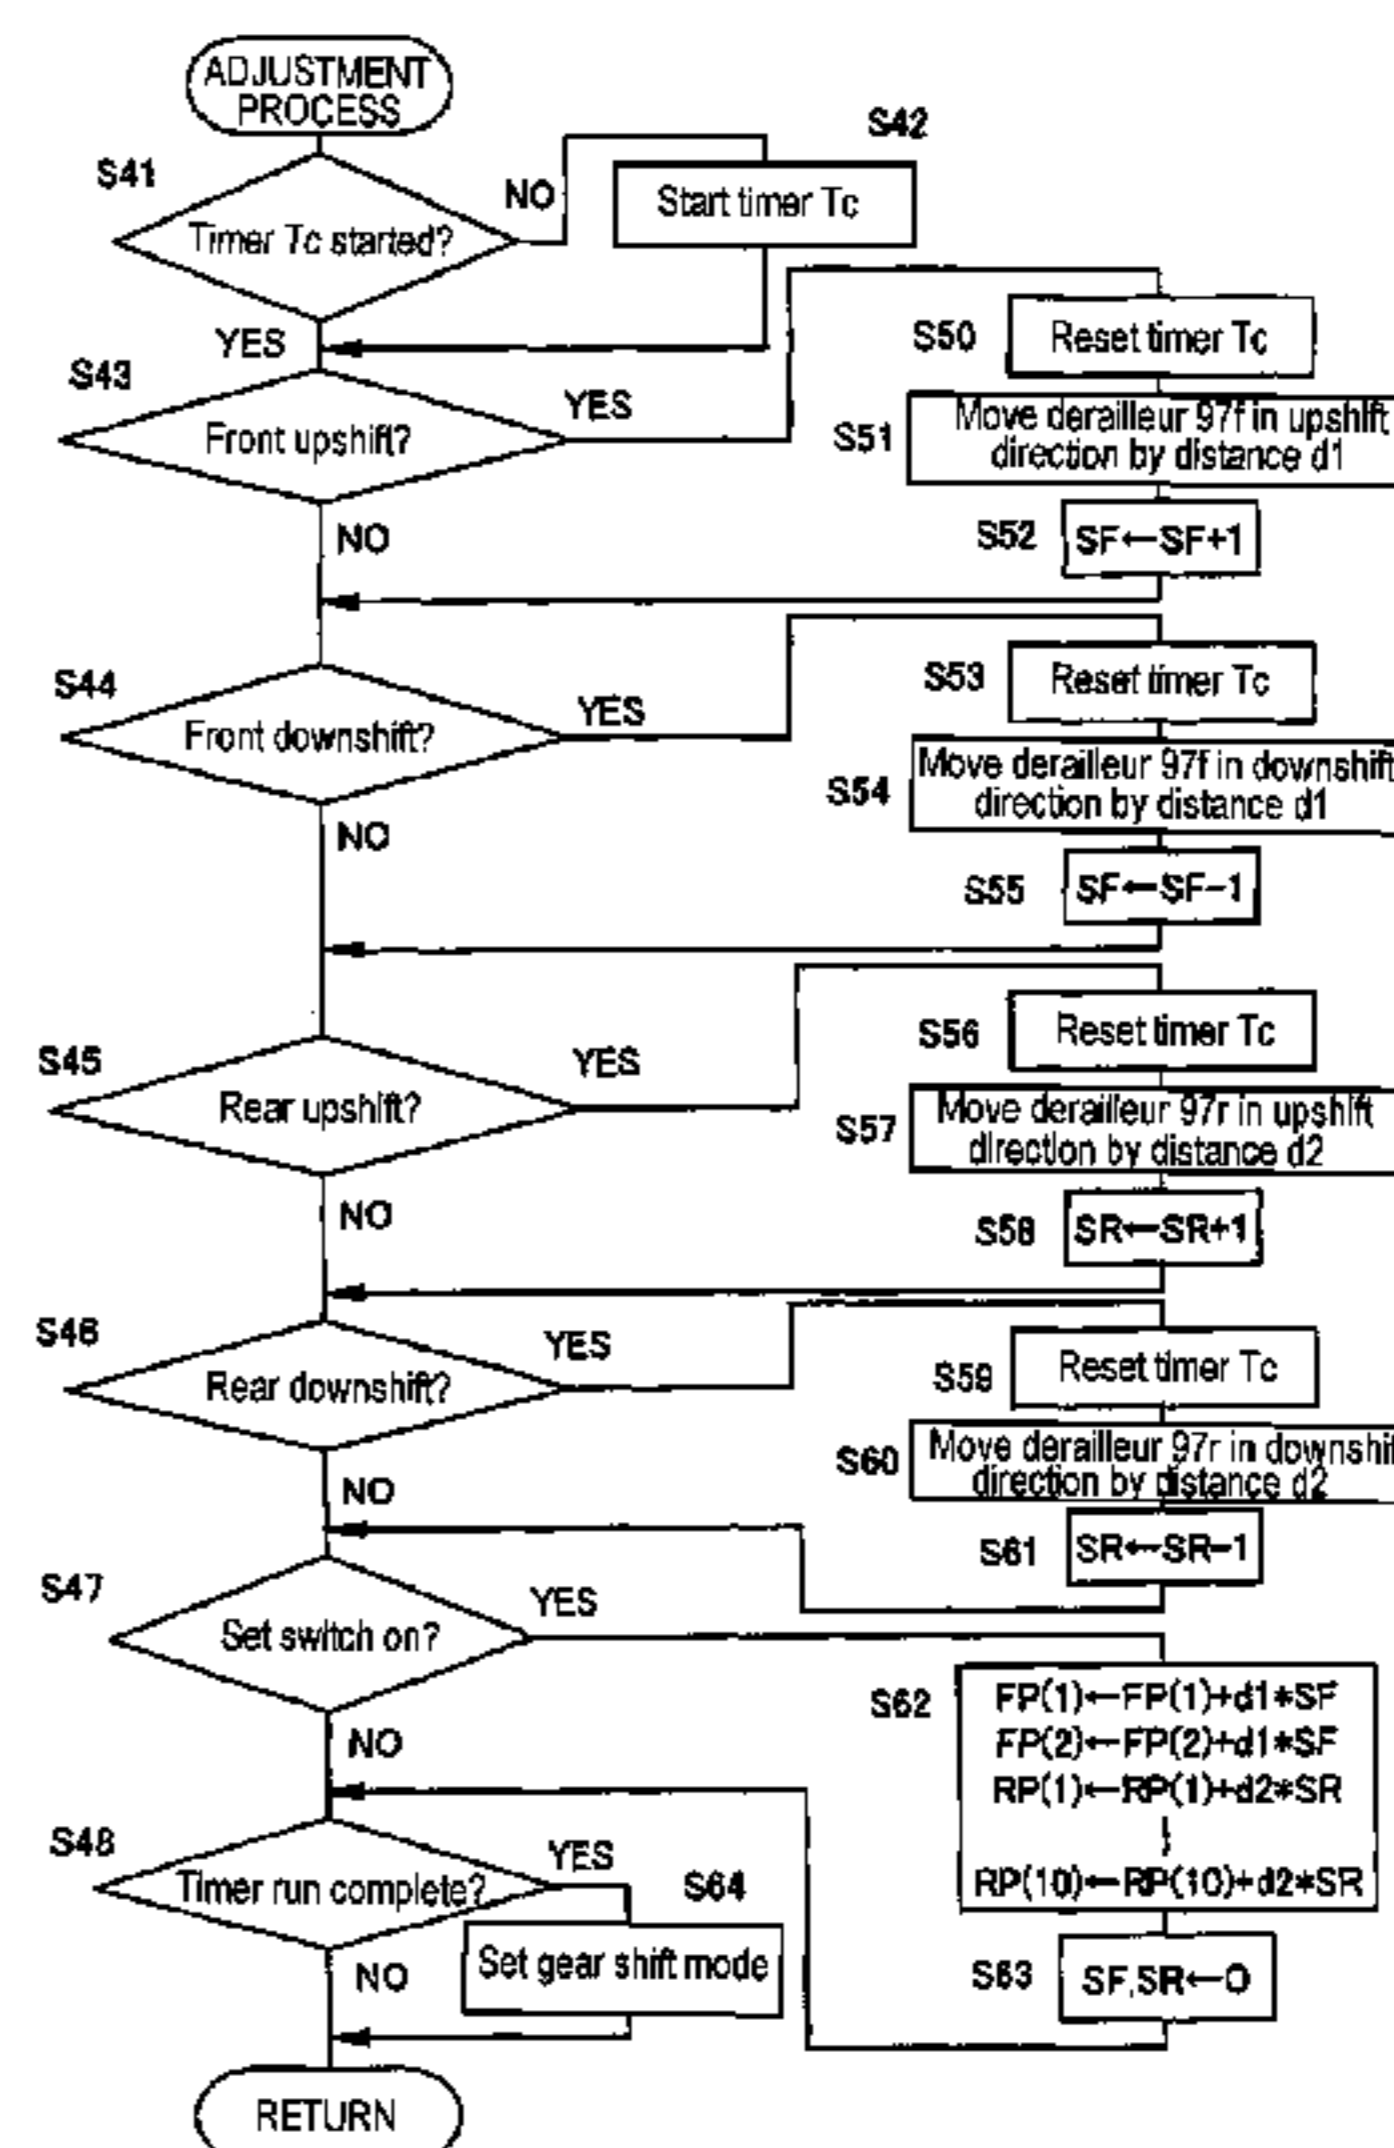 ADJUSTMENT
PROCESS
S41
Timer Tc started?
NO
S42
Start timer Tc
YES
S43
Front upshift?
YES
S50
Reset timer Tc
S51
Move derailleur 97f in upshift
direction by distance d1
S52
SF←SF+1
NO
S44
Front downshift?
YES
S53
Reset timer Tc
S54
Move derailleur 97f in downshift
direction by distance d1
S55
SF←SF−1
NO
S45
Rear upshift?
YES
S56
Reset timer Tc
S57
Move derailleur 97r in upshift
direction by distance d2
S58
SR←SR+1
NO
S46
Rear downshift?
YES
S59
Reset timer Tc
S60
Move derailleur 97r in downshif
direction by distance d2
S61
SR←SR−1
NO
S47
Set switch on?
YES
S62
FP(1)←FP(1)+d1*SF
FP(2)←FP(2)+d1*SF
RP(1)←RP(1)+d2*SR
RP(10)←RP(10)+d2*SR
S63
SF,SR←0
NO
S48
Timer run complete?
YES
S64
Set gear shift mode
NO
RETURN